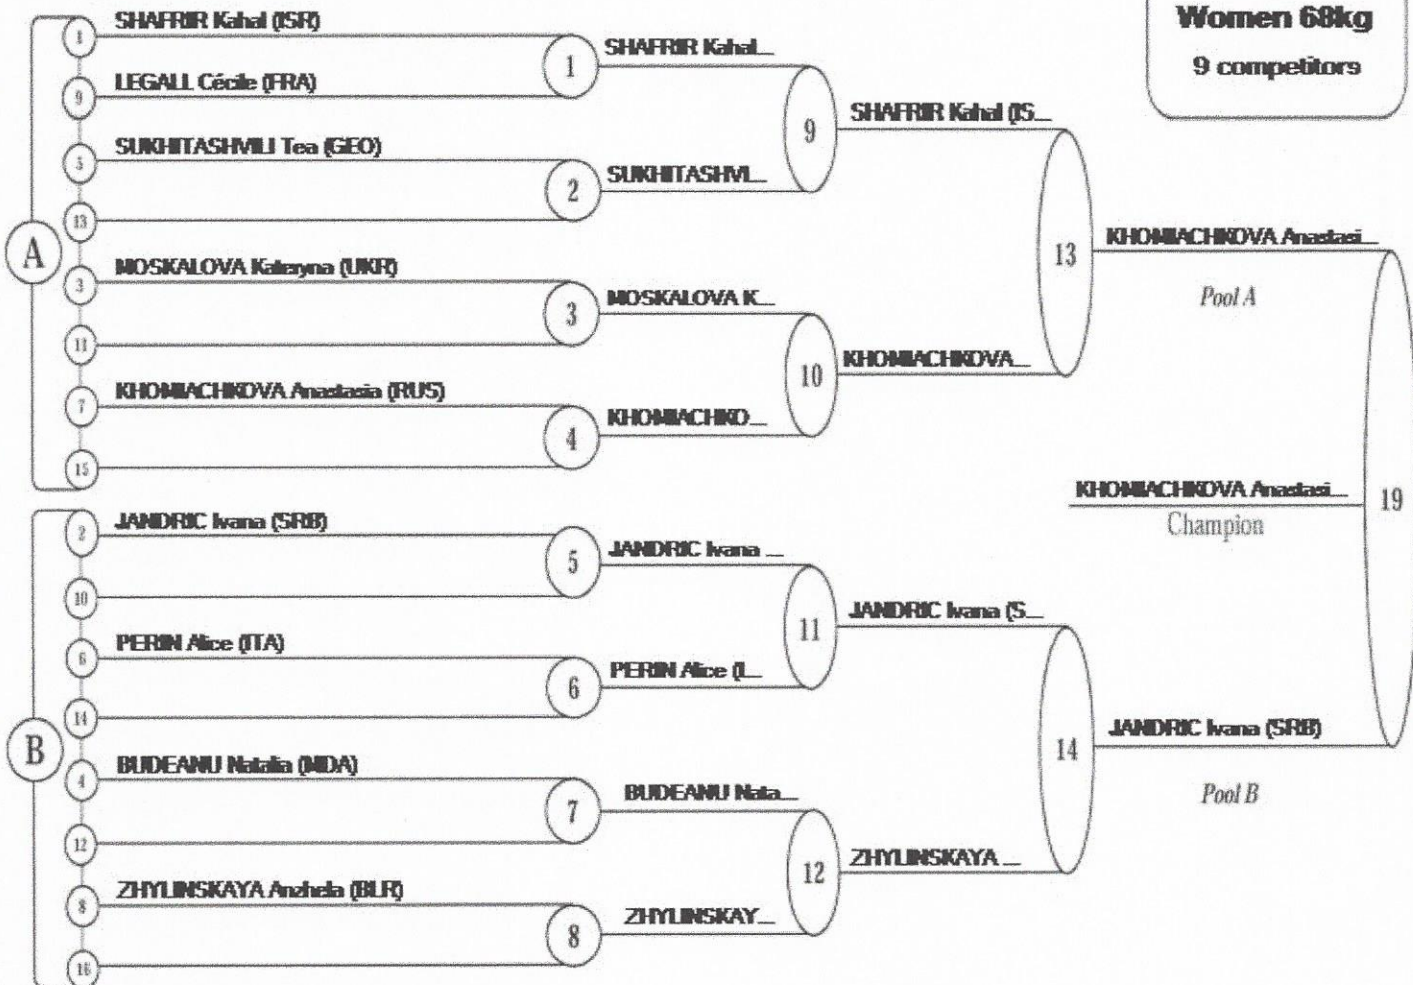 Women 68kg
9 competitors
A
1
SHAFRIR Kahal (ISR)
9
LEGALL Cécile (FRA)
5
SUKHITASHVILI Tea (GEO)
13
3
MOSKALOVA Kateryna (UKR)
11
7
KHOMIACHKOVA Anastasia (RUS)
15
B
2
JANDRIC Ivana (SRB)
10
6
PERIN Alice (ITA)
14
4
BUDEANU Natalia (MDA)
12
8
ZHYLINSKAYA Anzhela (BLR)
16
1
SHAFRIR Kahal...
2
SUKHITASHVI...
3
MOSKALOVA K...
4
KHOMIACHKO...
5
JANDRIC Ivana ...
6
PERIN Alice (I...
7
BUDEANU Nata...
8
ZHYLINSKAY...
9
SHAFRIR Kahal (IS...
10
KHOMIACHKOVA...
11
JANDRIC Ivana (S...
12
ZHYLINSKAYA ...
13
KHOMIACHKOVA Anastasi...
Pool A
14
JANDRIC Ivana (SRB)
Pool B
19
KHOMIACHKOVA Anastasi...
Champion